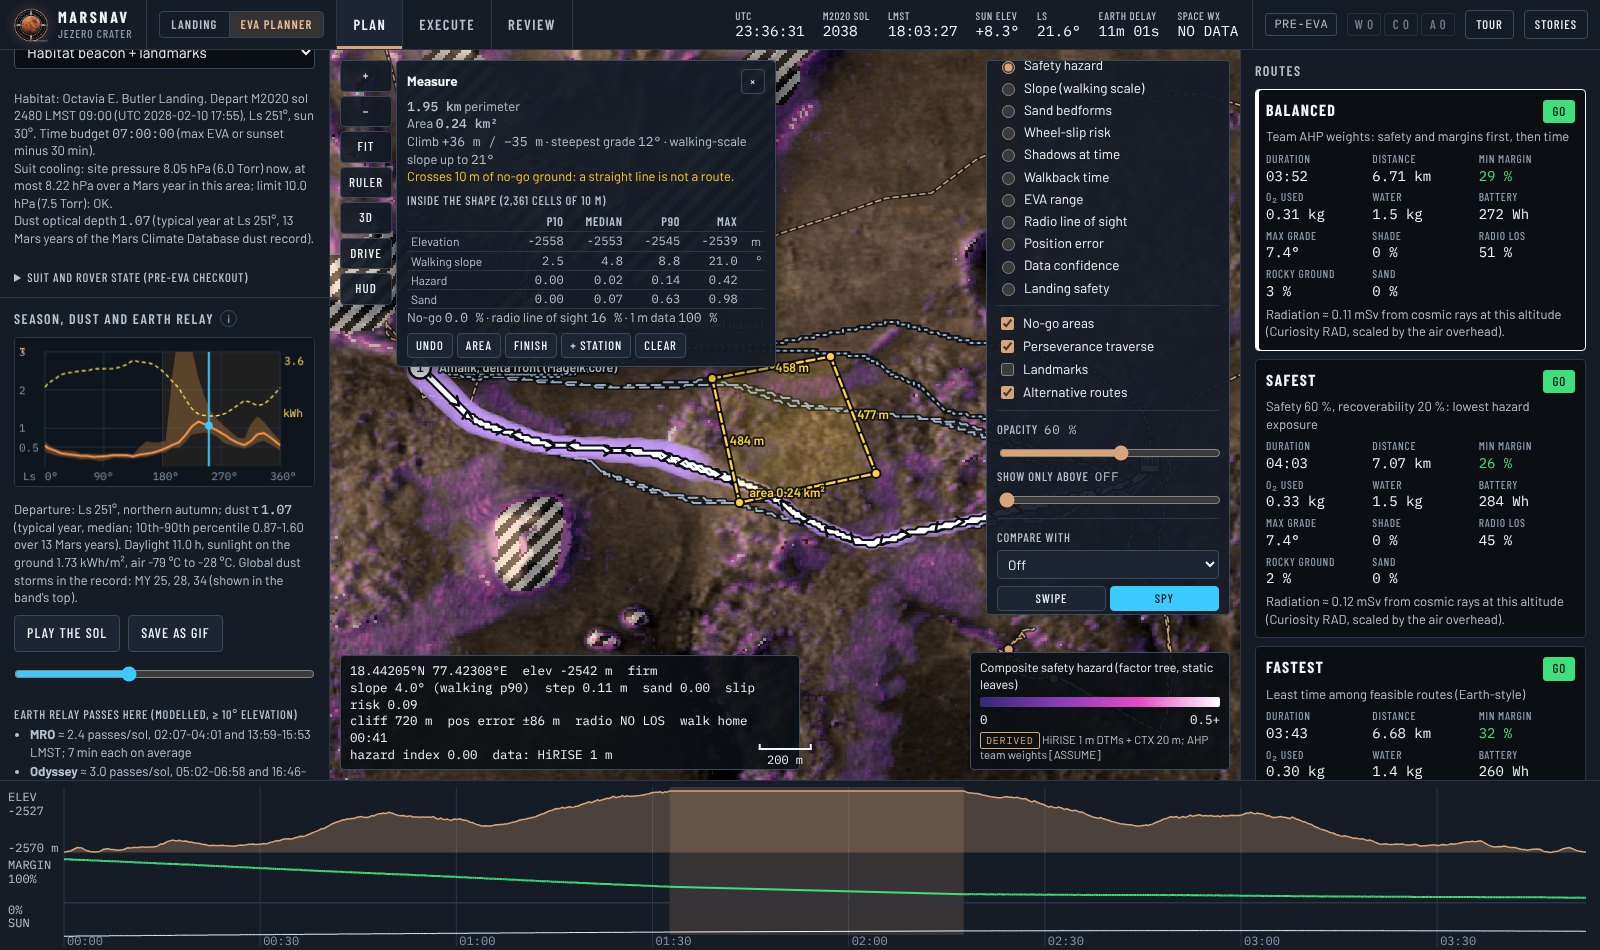 MARSNAV
JEZERO CRATER
LANDING
EVA PLANNER
PLAN
EXECUTE
REVIEW
UTC
23:36:31
M2020 SOL
2038
LMST
18:03:27
SUN ELEV
+8.3°
LS
21.6°
EARTH DELAY
11m 01s
SPACE WX
NO DATA
PRE-EVA
W 0
C 0
A 0
TOUR
STORIES
Habitat beacon + landmarks
Habitat: Octavia E. Butler Landing. Depart M2020 sol
2480 LMST 09:00 (UTC 2028-02-10 17:55), Ls 251°, sun
30°. Time budget 07:00:00 (max EVA or sunset
minus 30 min).
Suit cooling: site pressure 8.05 hPa (6.0 Torr) now, at
most 8.22 hPa over a Mars year in this area; limit 10.0
hPa (7.5 Torr): OK.
Dust optical depth 1.07 (typical year at Ls 251°, 13
Mars years of the Mars Climate Database dust record).
▶ SUIT AND ROVER STATE (PRE-EVA CHECKOUT)
SEASON, DUST AND EARTH RELAY i
3
2
1
0.5
3.6
kWh
Ls 0° 90° 180° 270° 360°
Departure: Ls 251°, northern autumn; dust τ 1.07
(typical year, median; 10th-90th percentile 0.87-1.60
over 13 Mars years). Daylight 11.0 h, sunlight on the
ground 1.73 kWh/m², air -79 °C to -28 °C. Global dust
storms in the record: MY 25, 28, 34 (shown in the
band's top).
PLAY THE SOL
SAVE AS GIF
EARTH RELAY PASSES HERE (MODELLED, ≥ 10° ELEVATION)
• MRO ≈ 2.4 passes/sol, 02:07-04:01 and 13:59-15:53
LMST; 7 min each on average
• Odyssey ≈ 3.0 passes/sol, 05:02-06:58 and 16:46-
+
−
FIT
RULER
3D
DRIVE
HUD
Measure
×
1.95 km perimeter
Area 0.24 km²
Climb +36 m / −35 m · steepest grade 12° · walking-scale
slope up to 21°
Crosses 10 m of no-go ground: a straight line is not a route.
INSIDE THE SHAPE (2,361 CELLS OF 10 M)
P10 MEDIAN P90 MAX
Elevation -2558 -2553 -2545 -2539 m
Walking slope 2.5 4.8 8.8 21.0 °
Hazard 0.00 0.02 0.14 0.42
Sand 0.00 0.07 0.63 0.98
No-go 0.0 % · radio line of sight 16 % · 1 m data 100 %
UNDO
AREA
FINISH
+ STATION
CLEAR
1
Amalik, delta front (Hagelk core)
458 m
477 m
484 m
area 0.24 km²
Safety hazard
Slope (walking scale)
Sand bedforms
Wheel-slip risk
Shadows at time
Walkback time
EVA range
Radio line of sight
Position error
Data confidence
Landing safety
No-go areas
Perseverance traverse
Landmarks
Alternative routes
OPACITY 60 %
SHOW ONLY ABOVE OFF
COMPARE WITH
Off
SWIPE
SPY
18.44205°N 77.42308°E elev -2542 m firm
slope 4.0° (walking p90) step 0.11 m sand 0.00 slip
risk 0.09
cliff 720 m pos error ±86 m radio NO LOS walk home
00:41
hazard index 0.00 data: HiRISE 1 m
200 m
Composite safety hazard (factor tree, static
leaves)
0
0.5+
DERIVED HiRISE 1 m DTMs + CTX 20 m; AHP
team weights [ASSUME]
ROUTES
BALANCED
GO
Team AHP weights: safety and margins first, then time
DURATION DISTANCE MIN MARGIN
03:52 6.71 km 29 %
O₂ USED WATER BATTERY
0.31 kg 1.5 kg 272 Wh
MAX GRADE SHADE RADIO LOS
7.4° 0 % 51 %
ROCKY GROUND SAND
3 % 0 %
Radiation ≈ 0.11 mSv from cosmic rays at this altitude
(Curiosity RAD, scaled by the air overhead).
SAFEST
GO
Safety 60 %, recoverability 20 %: lowest hazard
exposure
DURATION DISTANCE MIN MARGIN
04:03 7.07 km 26 %
O₂ USED WATER BATTERY
0.33 kg 1.5 kg 284 Wh
MAX GRADE SHADE RADIO LOS
7.4° 0 % 45 %
ROCKY GROUND SAND
2 % 0 %
Radiation ≈ 0.12 mSv from cosmic rays at this altitude
(Curiosity RAD, scaled by the air overhead).
FASTEST
GO
Least time among feasible routes (Earth-style)
DURATION DISTANCE MIN MARGIN
03:43 6.68 km 32 %
O₂ USED WATER BATTERY
0.30 kg 1.4 kg 260 Wh
ELEV
-2527
-2570 m
MARGIN
100%
0%
SUN
00:00 00:30 01:00 01:30 02:00 02:30 03:00 03:30